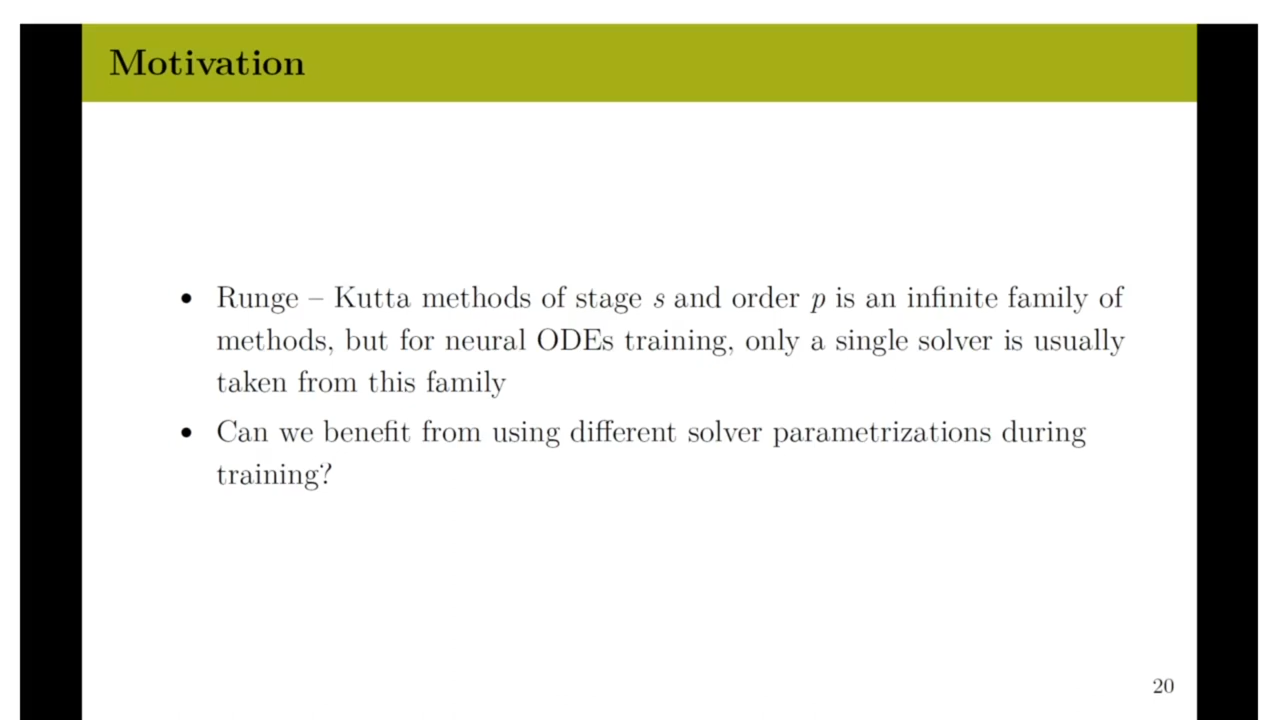 Motivation
• Runge – Kutta methods of stage s and order p is an infinite family of
methods, but for neural ODEs training, only a single solver is usually
taken from this family
• Can we benefit from using different solver parametrizations during
training?
20